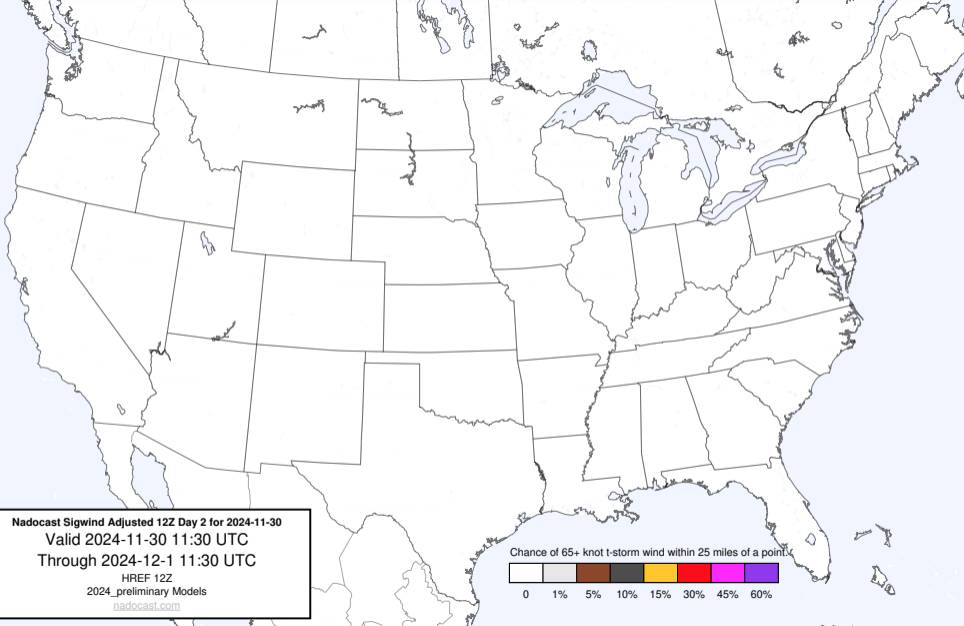 Nadocast Sigwind Adjusted 12Z Day 2 for 2024-11-30
Valid 2024-11-30 11:30 UTC
Through 2024-12-1 11:30 UTC
HREF 12Z
2024_preliminary Models
nadocast.com
Chance of 65+ knot t-storm wind within 25 miles of a point.
0 1% 5% 10% 15% 30% 45% 60%